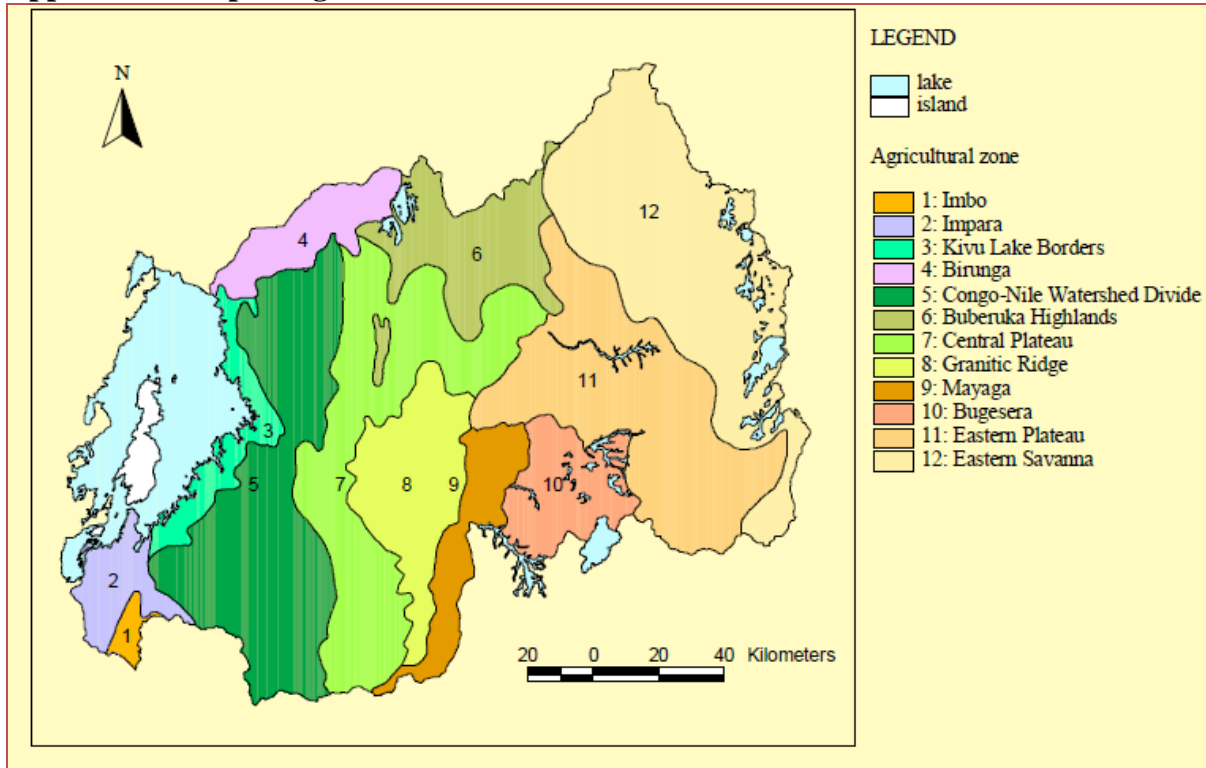 LEGEND
lake
island
Agricultural zone
1: Imbo
2: Impara
3: Kivu Lake Borders
4: Birunga
5: Congo-Nile Watershed Divide
6: Buberuka Highlands
7: Central Plateau
8: Granitic Ridge
9: Mayaga
10: Bugesera
11: Eastern Plateau
12: Eastern Savanna
N
12
4
6
11
3
5
7
8
9
10
2
1
20 0 20 40 Kilometers